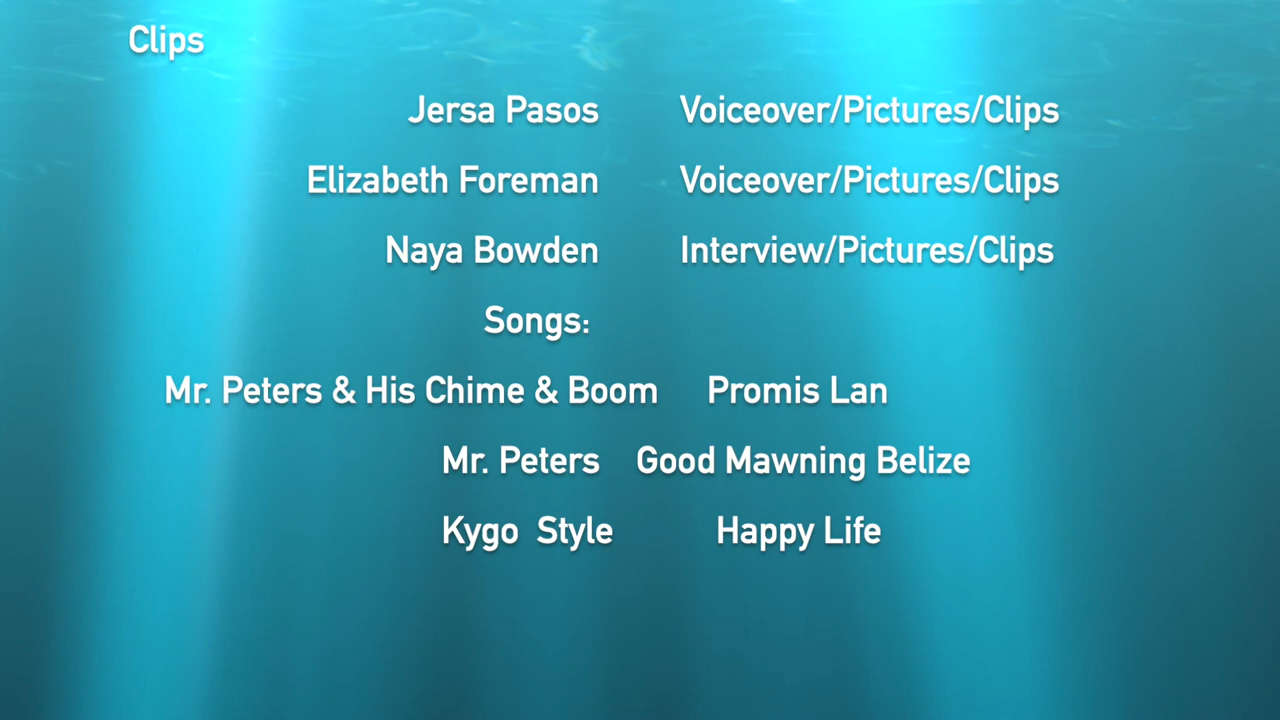 Clips
Jersa Pasos Voiceover/Pictures/Clips
Elizabeth Foreman Voiceover/Pictures/Clips
Naya Bowden Interview/Pictures/Clips
Songs:
Mr. Peters & His Chime & Boom Promis Lan
Mr. Peters Good Mawning Belize
Kygo Style Happy Life